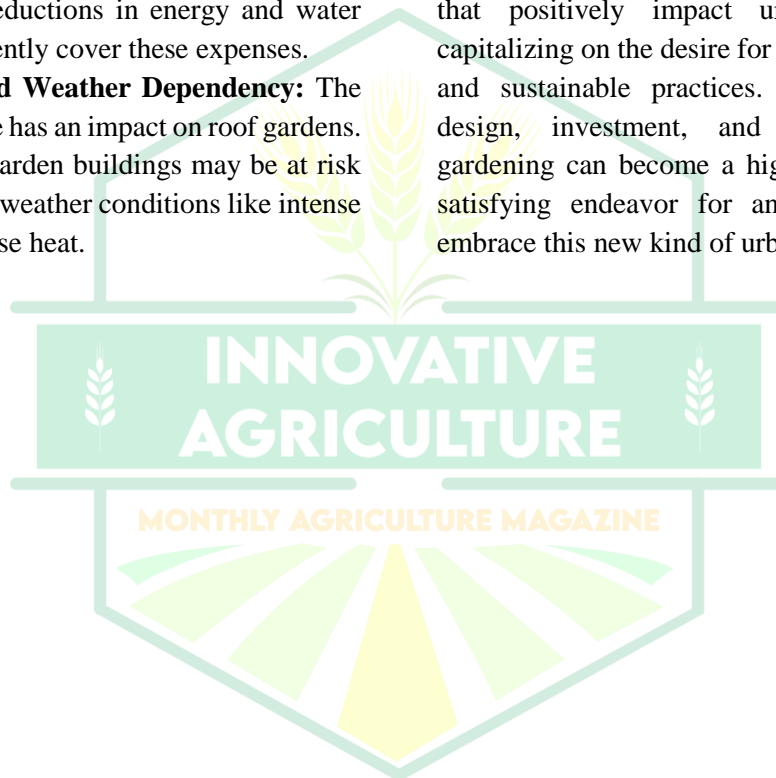 eductions in energy and water
ently cover these expenses.
d Weather Dependency: The
e has an impact on roof gardens.
arden buildings may be at risk
weather conditions like intense
se heat.
that positively impact u
capitalizing on the desire for
and sustainable practices.
design, investment, and
gardening can become a hig
satisfying endeavor for an
embrace this new kind of urb
INNOVATIVE
AGRICULTURE
MONTHLY AGRICULTURE MAGAZINE